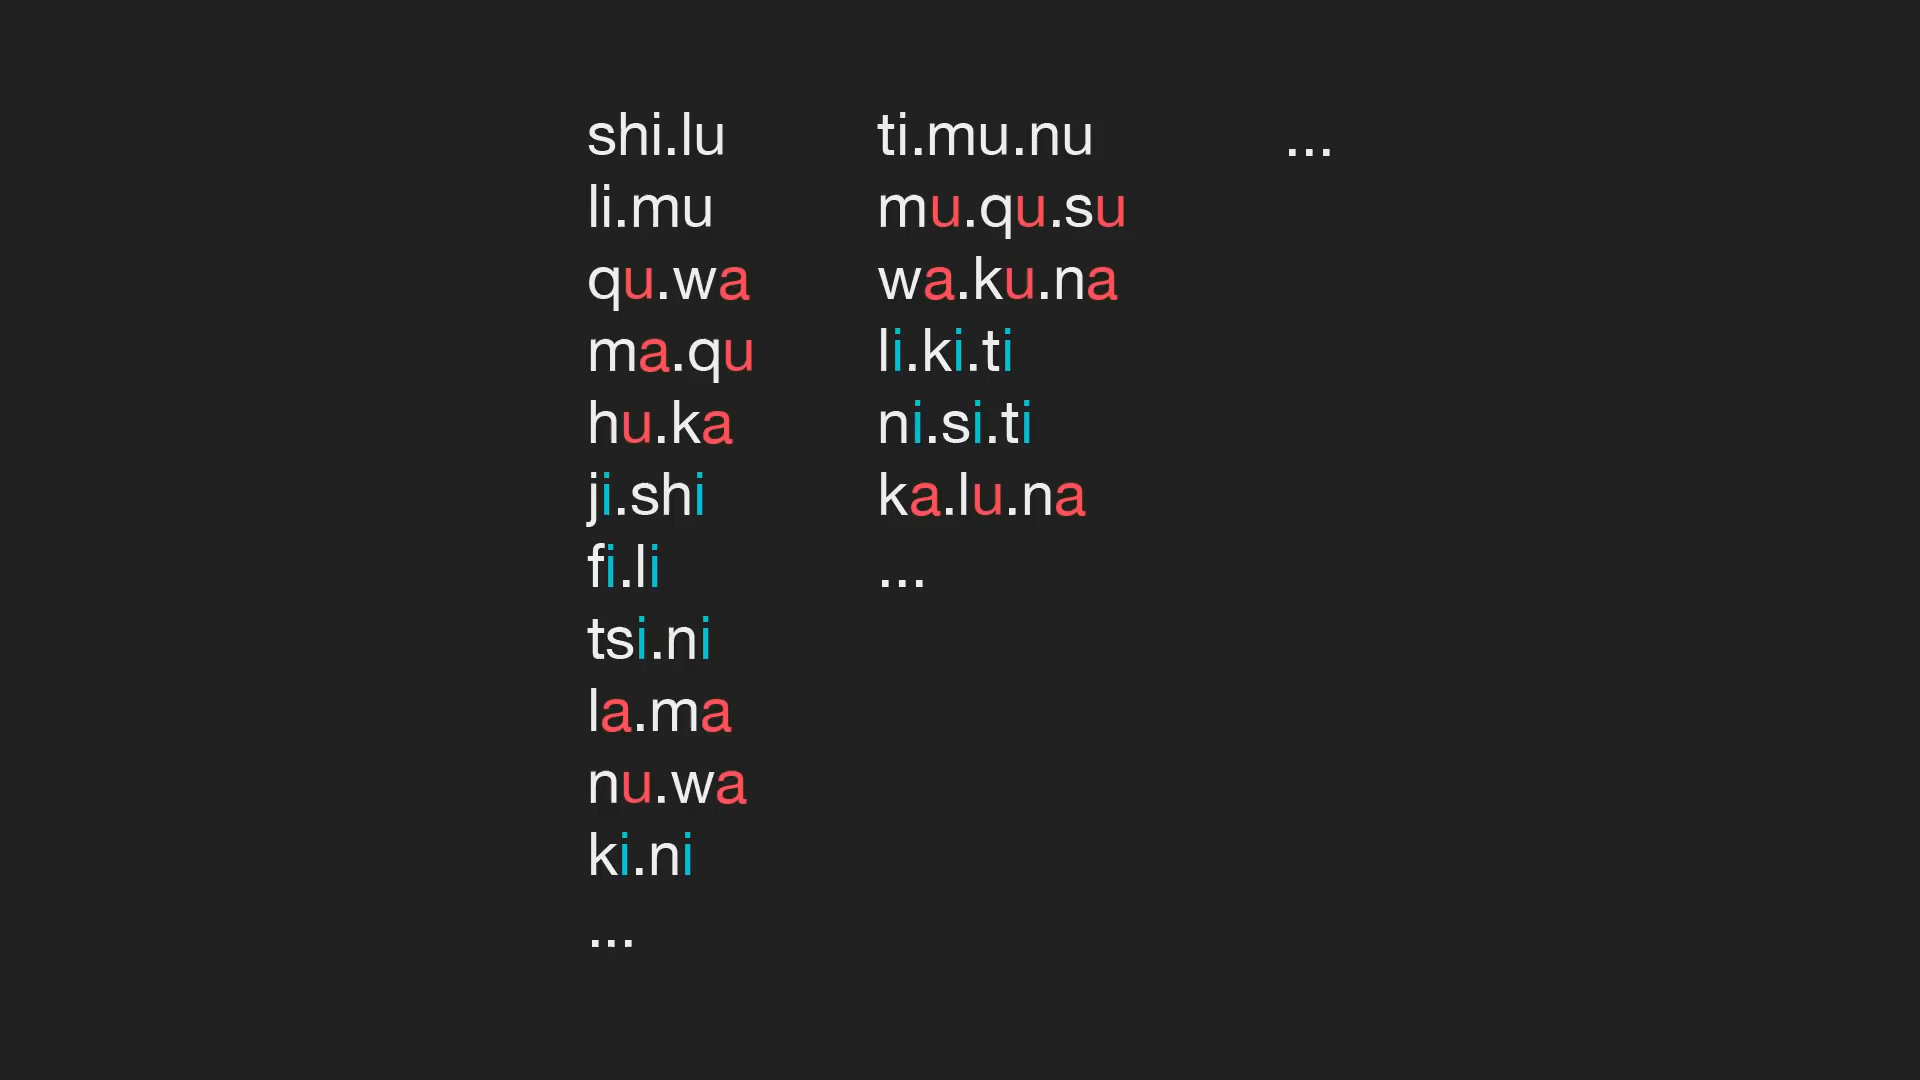 shi.lu
li.mu
qu.wa
ma.qu
hu.ka
ji.shi
fi.li
tsi.ni
la.ma
nu.wa
ki.ni
...
ti.mu.nu
mu.qu.su
wa.ku.na
li.ki.ti
ni.si.ti
ka.lu.na
...
...